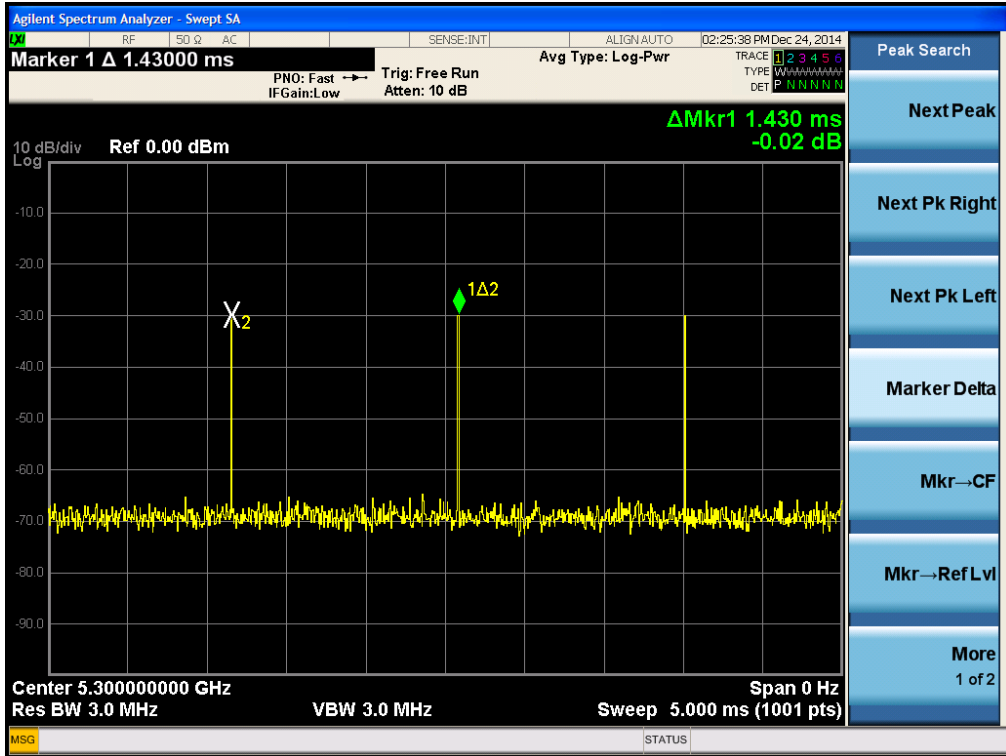 Agilent Spectrum Analyzer - Swept SA
LXI RF 50 Ω AC SENSE:INT ALIGN AUTO 02:25:38 PM Dec 24, 2014
Marker 1 Δ 1.43000 ms
PNO: Fast
IFGain:Low
Trig: Free Run
Atten: 10 dB
Avg Type: Log-Pwr
TRACE 1 2 3 4 5 6
TYPE W
DET P N N N N N
ΔMkr1 1.430 ms
-0.02 dB
10 dB/div Ref 0.00 dBm
Log
-10.0
-20.0
-30.0
-40.0
-50.0
-60.0
-70.0
-80.0
-90.0
X2
1Δ2
Center 5.300000000 GHz Span 0 Hz
Res BW 3.0 MHz VBW 3.0 MHz Sweep 5.000 ms (1001 pts)
MSG STATUS
Peak Search
Next Peak
Next Pk Right
Next Pk Left
Marker Delta
Mkr→CF
Mkr→Ref Lvl
More
1 of 2